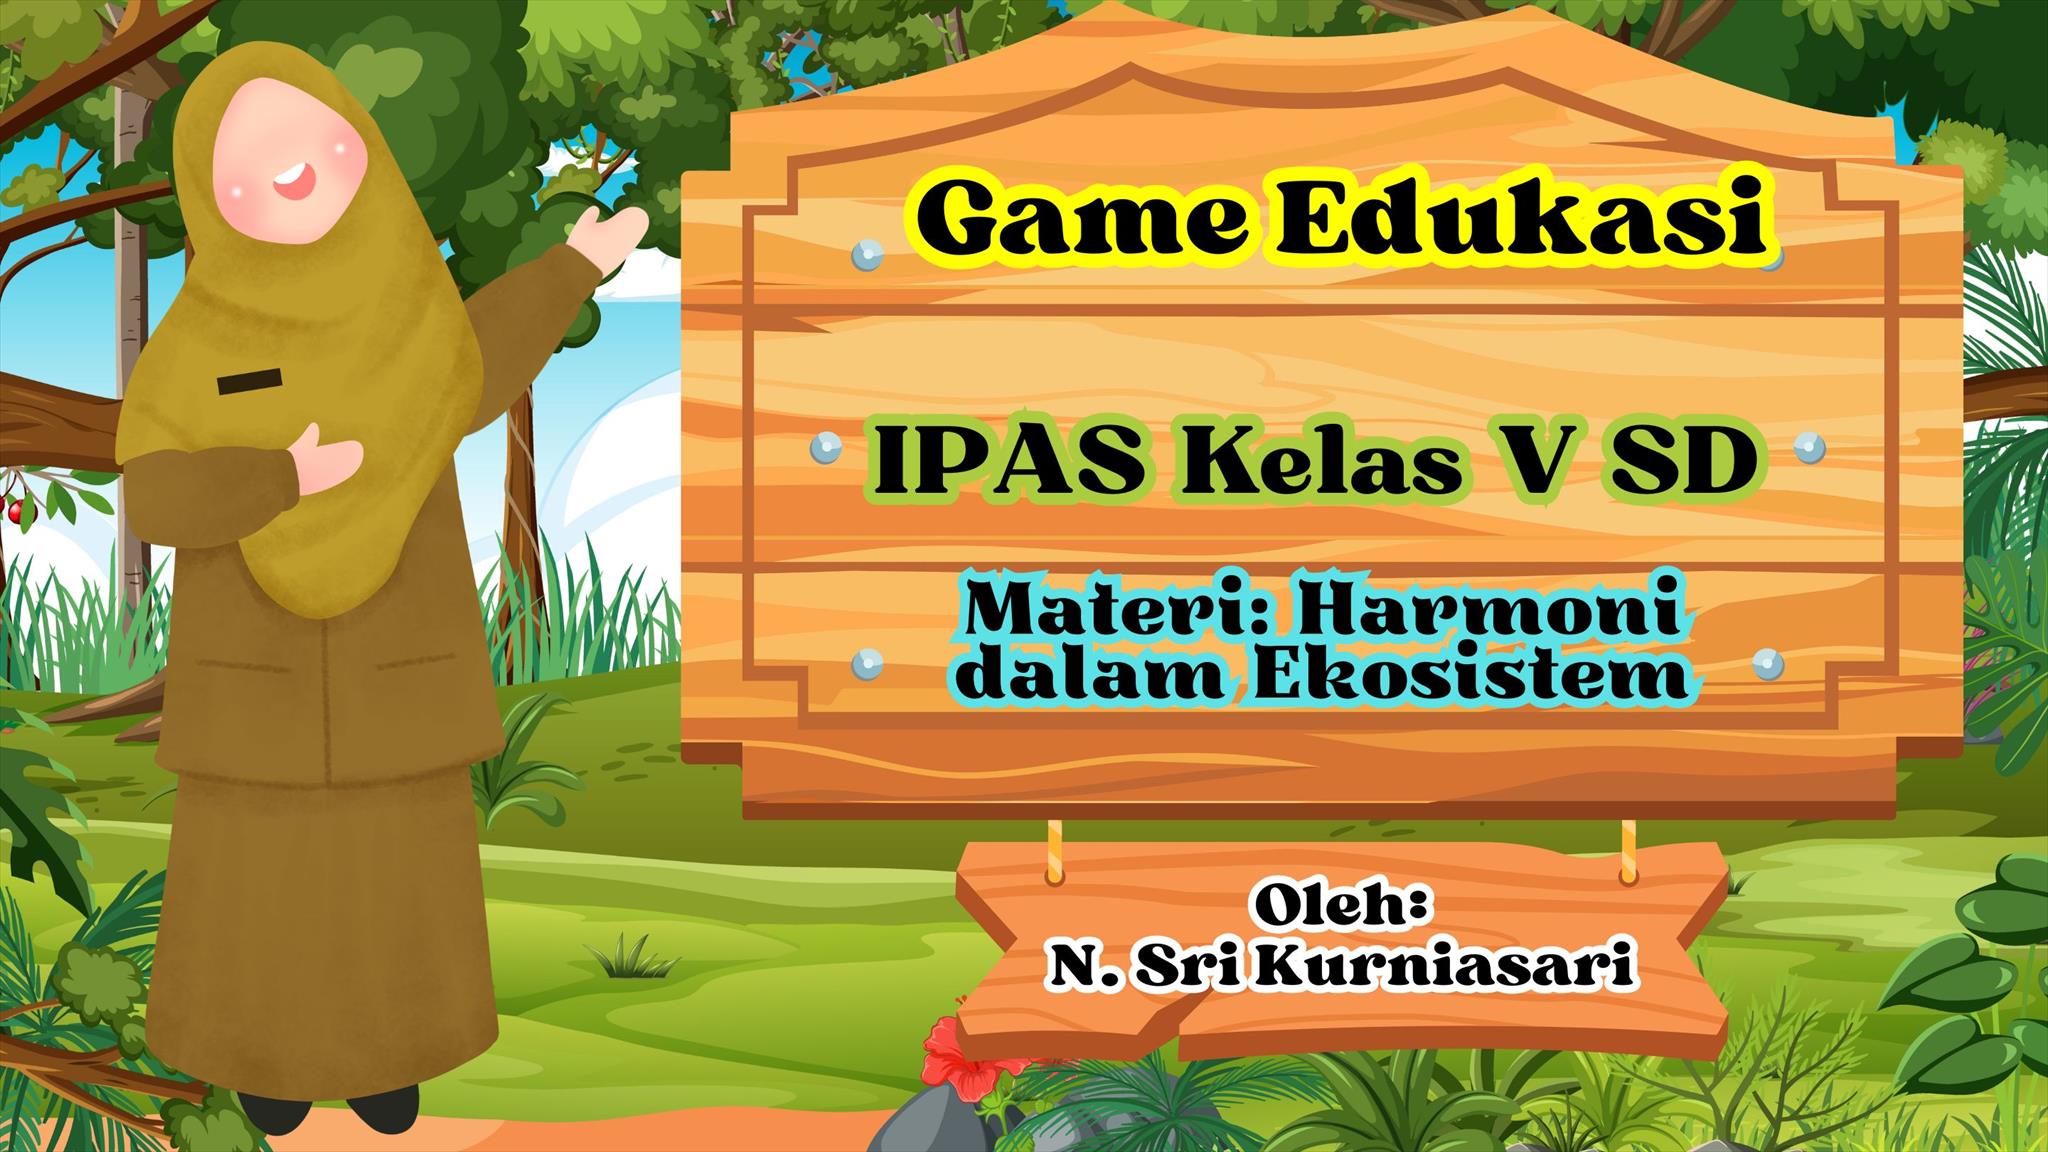 Game Edukasi
IPAS Kelas V SD
Materi: Harmoni
dalam Ekosistem
Oleh:
N. Sri Kurniasari